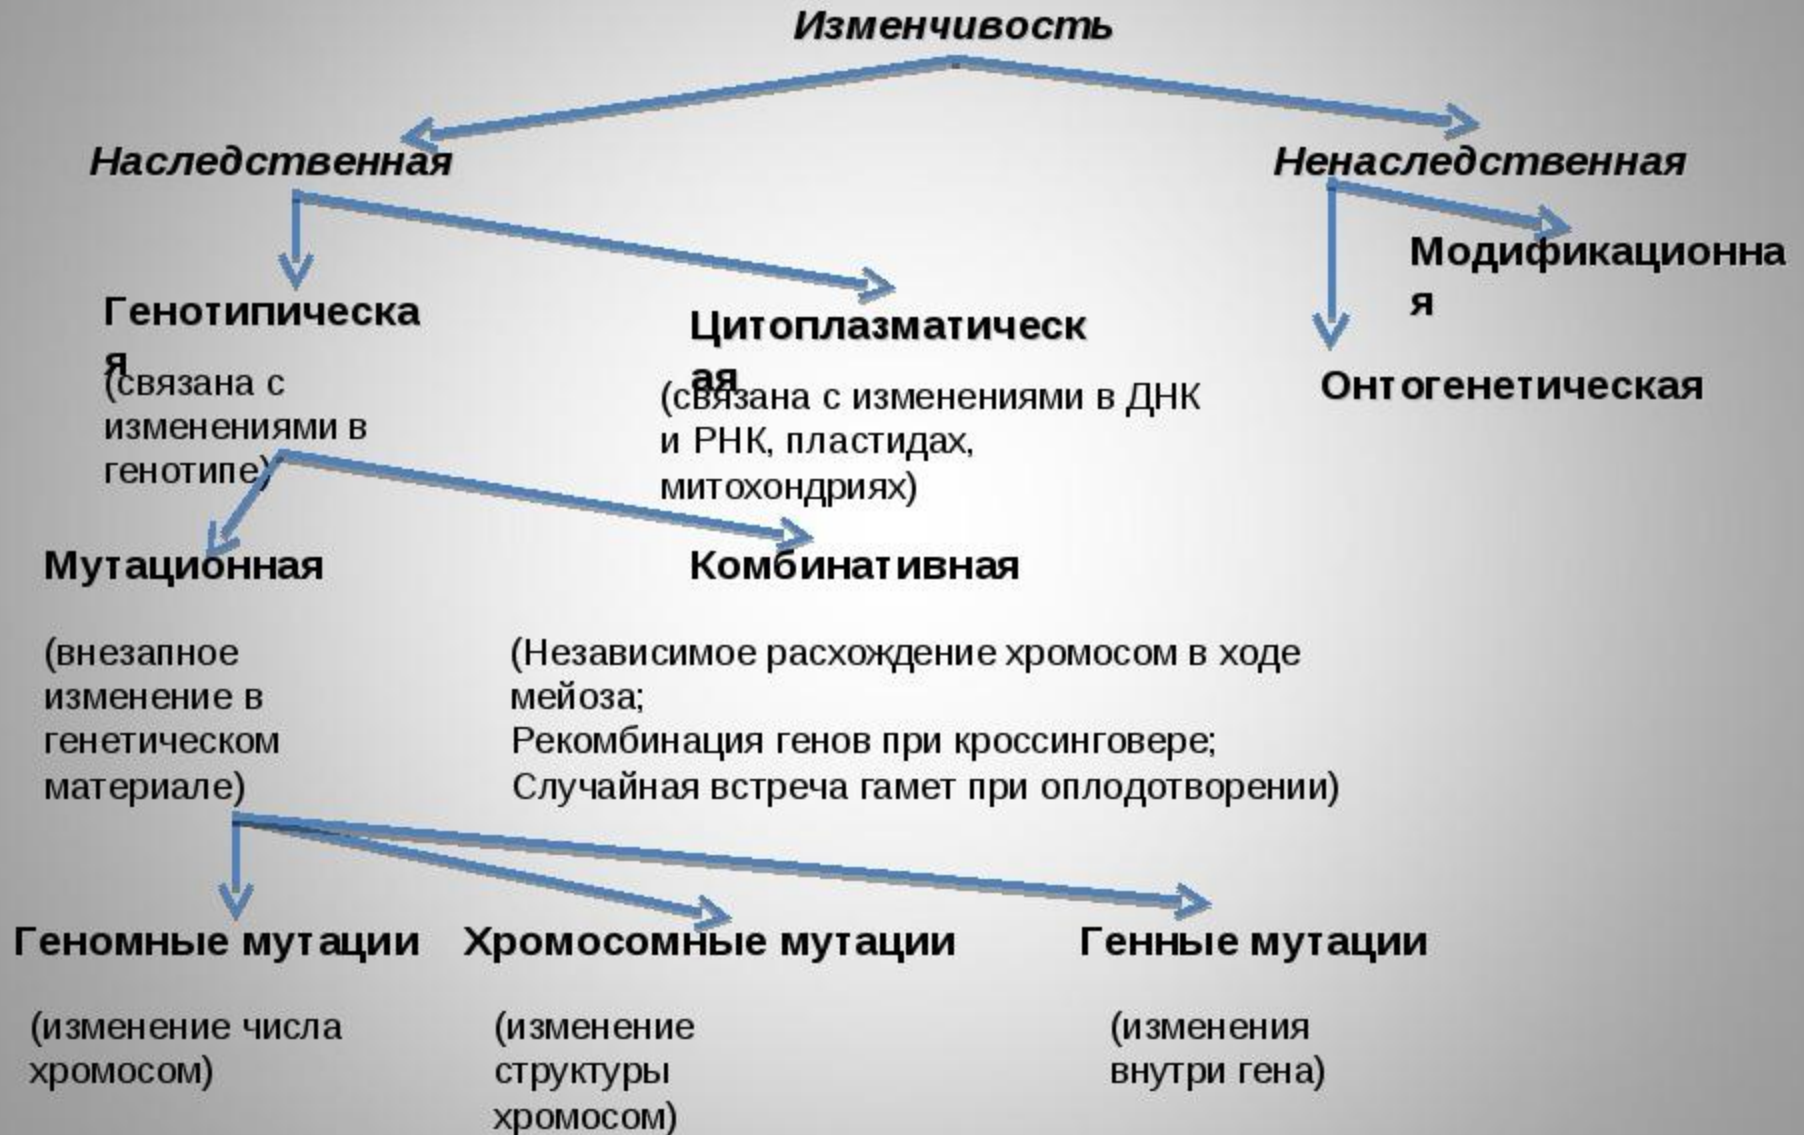 Изменчивость
Наследственная
Ненаследственная
Модификационна
я
Генотипическа
я
(связана с
изменениями в
генотипе)
Цитоплазматическ
ая
(связана с изменениями в ДНК
и РНК, пластидах,
митохондриях)
Онтогенетическая
Мутационная
Комбинативная
(внезапное
изменение в
генетическом
материале)
(Независимое расхождение хромосом в ходе
мейоза;
Рекомбинация генов при кроссинговере;
Случайная встреча гамет при оплодотворении)
Геномные мутации
Хромосомные мутации
Генные мутации
(изменение числа
хромосом)
(изменение
структуры
хромосом)
(изменения
внутри гена)